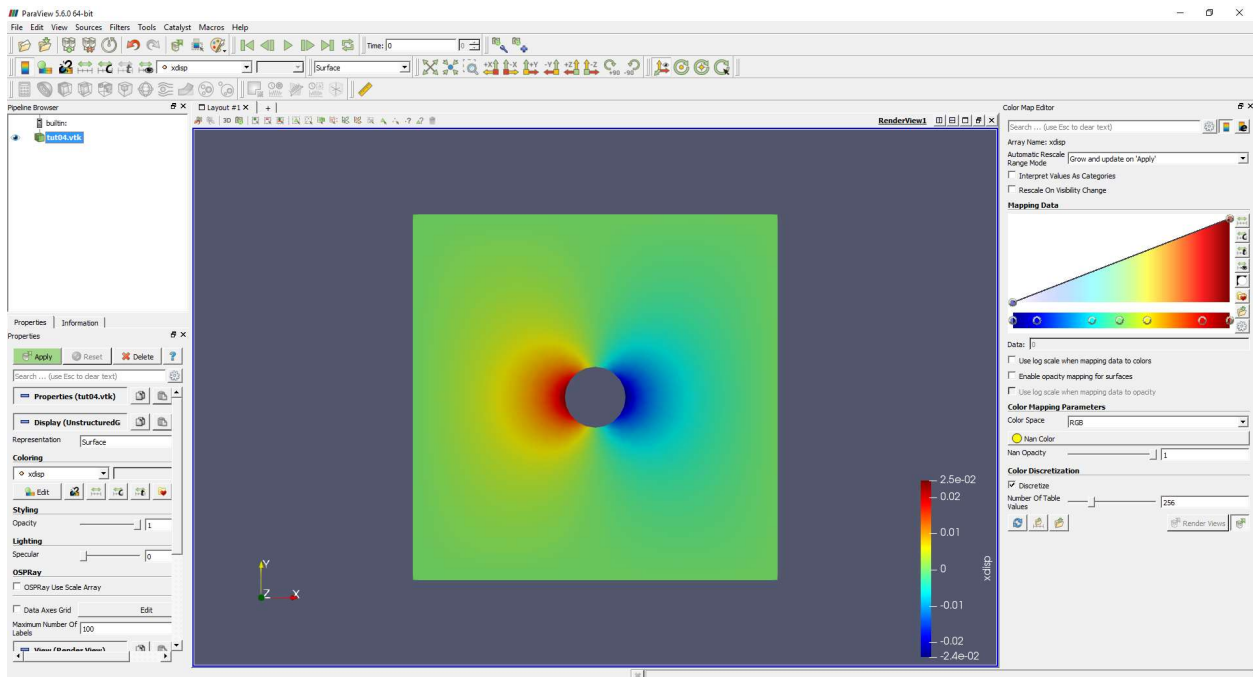 ParaView 5.6.0 64-bit
File Edit View Sources Filters Tools Catalyst Macros Help
Time: 0 0
xdisp Surface +X -X +Y -Y +Z -Z +90 -90
Pipeline Browser
builtin:
tut04.vtk
Layout #1 +
3D RenderView1
Properties Information
Properties
Apply Reset Delete ?
Search ... (use Esc to clear text)
Properties (tut04.vtk)
Display (UnstructuredG
Representation Surface
Coloring
xdisp
Edit
Styling
Opacity 1
Lighting
Specular 0
OSPRay
OSPRay Use Scale Array
Data Axes Grid Edit
Maximum Number Of Labels 100
View (Render View)
Y
Z X
2.5e-02
0.02
0.01
0
-0.01
-0.02
-2.4e-02
xdisp
Color Map Editor
Search ... (use Esc to clear text)
Array Name: xdisp
Automatic Rescale Range Mode Grow and update on 'Apply'
Interpret Values As Categories
Rescale On Visibility Change
Mapping Data
Data: 0
Use log scale when mapping data to colors
Enable opacity mapping for surfaces
Use log scale when mapping data to opacity
Color Mapping Parameters
Color Space RGB
Nan Color
Nan Opacity 1
Color Discretization
Discretize
Number Of Table Values 256
Render Views